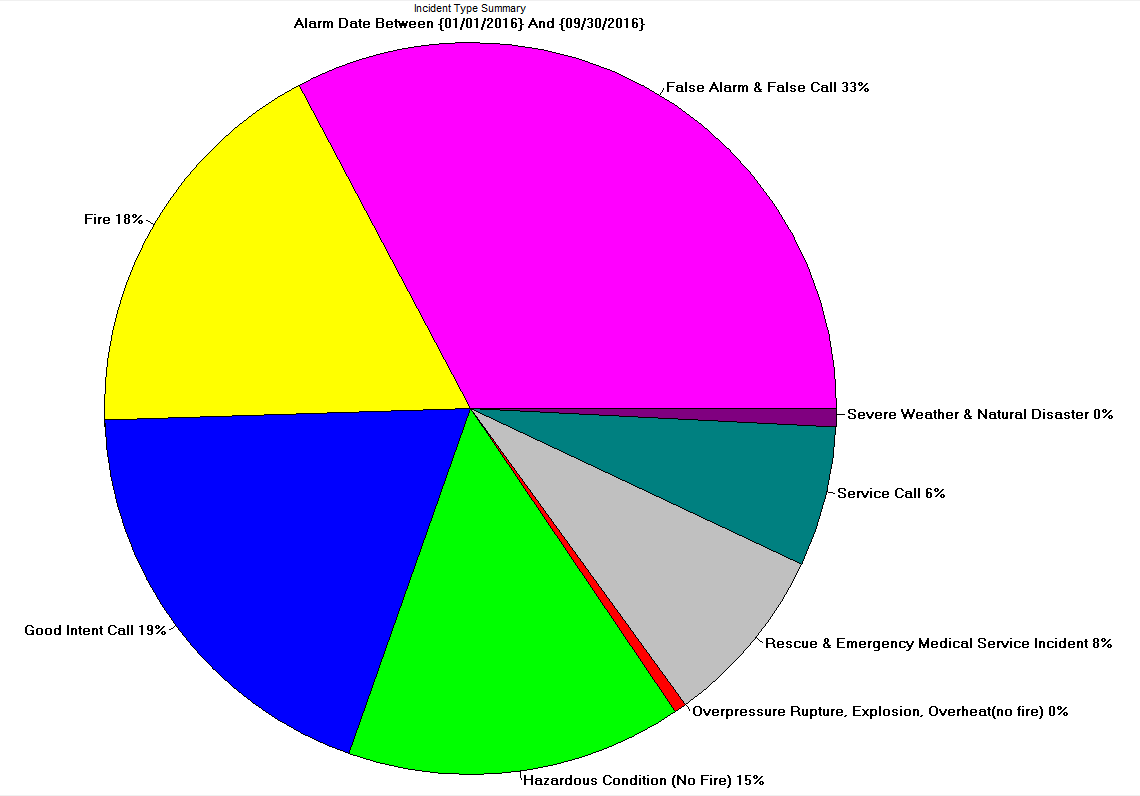 Incident Type Summary
Alarm Date Between {01/01/2016} And {09/30/2016}
False Alarm & False Call 33%
Fire 18%
Severe Weather & Natural Disaster 0%
Service Call 6%
Good Intent Call 19%
Rescue & Emergency Medical Service Incident 8%
Overpressure Rupture, Explosion, Overheat(no fire) 0%
Hazardous Condition (No Fire) 15%